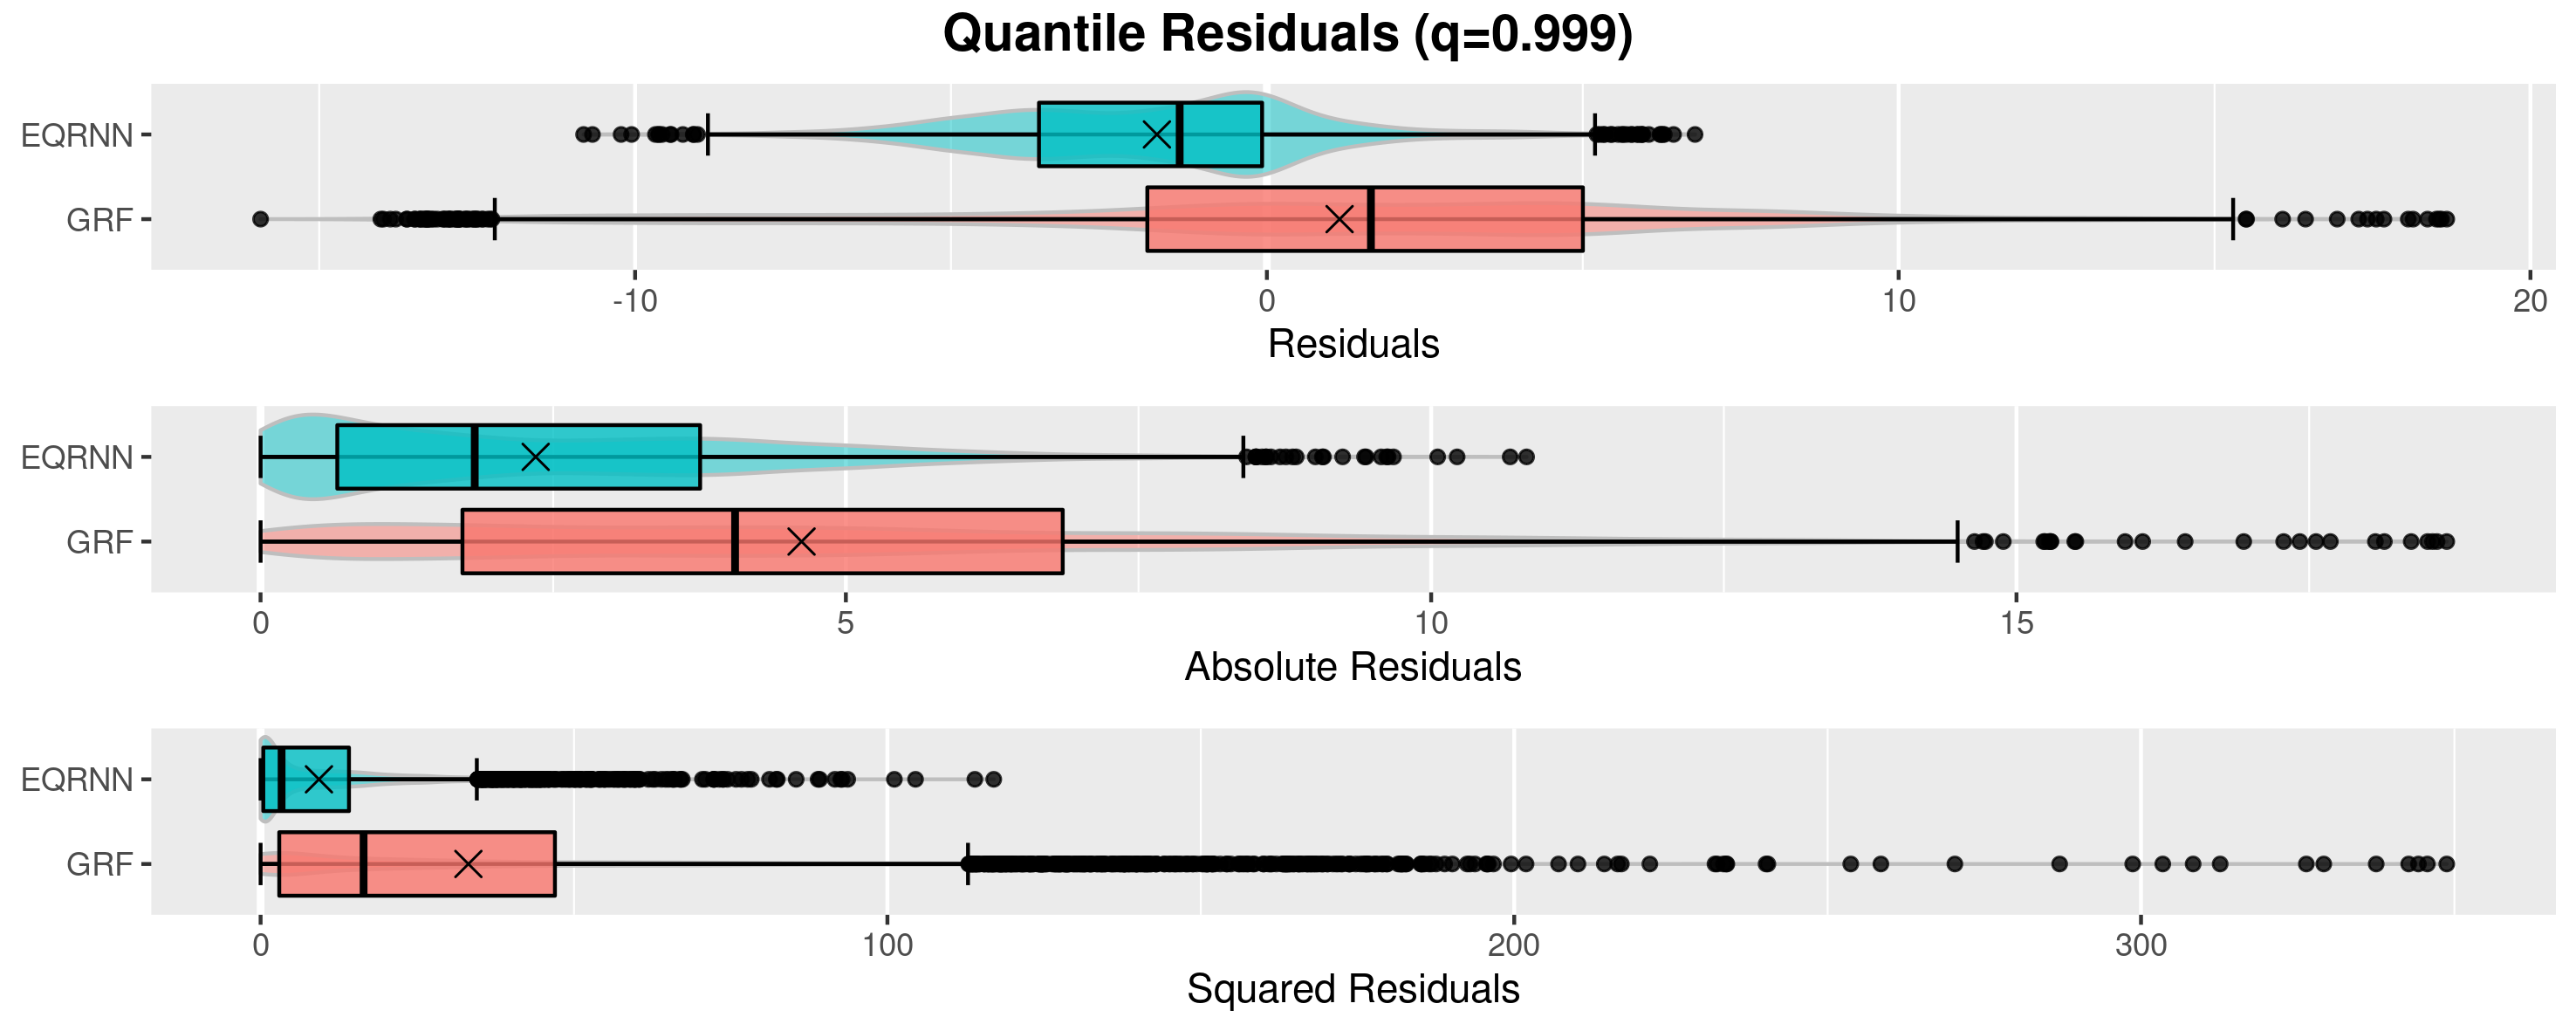 Quantile Residuals (q=0.999)
EQRNN
GRF
-10 0 10 20
Residuals
EQRNN
GRF
0 5 10 15
Absolute Residuals
EQRNN
GRF
0 100 200 300
Squared Residuals